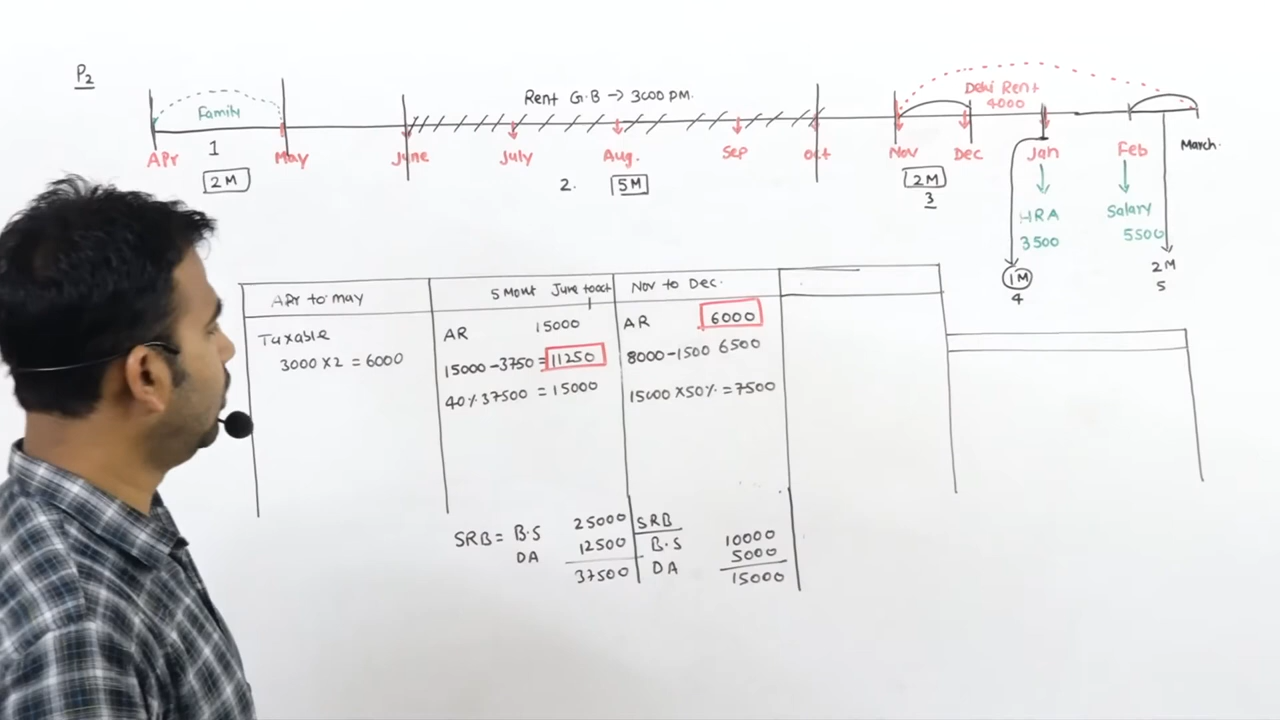 P2
Family
Rent G.B → 3000 PM.
Delhi Rent
4000
APr
May
June
July
Aug.
Sep
Oct
Nov
Dec
Jan
Feb
March.
1
2M
2.
5M
2M
3
HRA
3500
Salary
5500
1M
4
2M
5
APr to may
5 Mont June to oct
Nov to Dec.
Taxable
3000 × 2 = 6000
AR 15000
15000 - 3750 = 11250
40% 37500 = 15000
AR 6000
8000 - 1500 6500
15000 × 50% = 7500
SRB = B.S 25000
DA 12500
37500
SRB
B.S 10000
DA 5000
15000